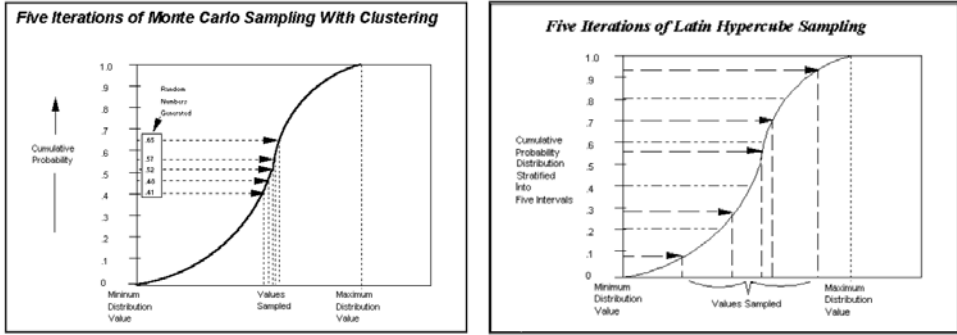 Five Iterations of Monte Carlo Sampling With Clustering
1.0
.9
.8
.7
.6
.5
.4
.3
.2
.1
0
Cumulative
Probability
Random
Numbers
Generated
.65
.52
.41
Minimum
Distribution
Value
Values
Sampled
Maximum
Distribution
Value
Five Iterations of Latin Hypercube Sampling
1.0
.9
.8
.7
.6
.5
.4
.3
.2
.1
0
Cumulative
Probability
Distribution
Stratified
Into
Five Intervals
Minimum
Distribution
Value
Values Sampled
Maximum
Distribution
Value